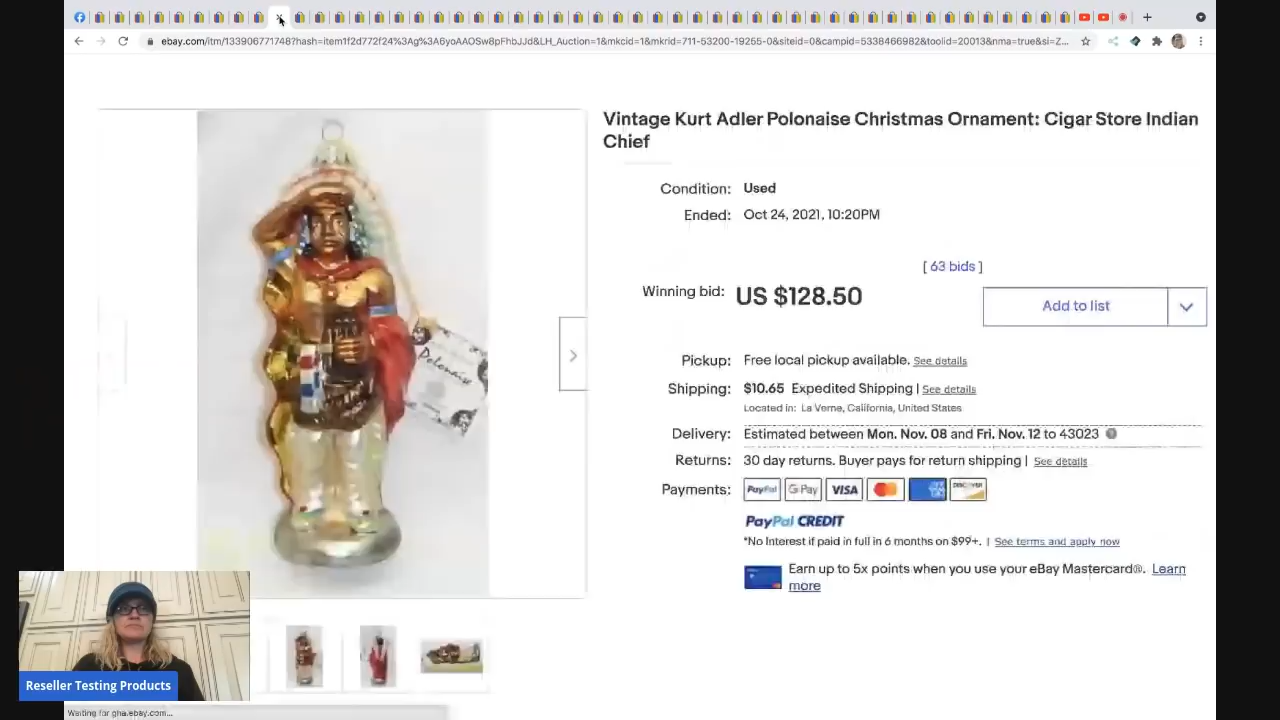 ebay.com/itm/133906771748?hash=item1f2d772f24%3Ag%3A6yoAAOSw8pFhbJJd&LH_Auction=1&mkcid=1&mkrid=711-53200-19255-0&siteid=0&campid=5338466982&toolid=20013&nma=true&si=Z...
Vintage Kurt Adler Polonaise Christmas Ornament: Cigar Store Indian
Chief
Condition: Used
Ended: Oct 24, 2021, 10:20PM
[ 63 bids ]
Winning bid: US $128.50
Add to list
Pickup: Free local pickup available. See details
Shipping: $10.65 Expedited Shipping | See details
Located in: La Verne, California, United States
Delivery: Estimated between Mon. Nov. 08 and Fri. Nov. 12 to 43023
Returns: 30 day returns. Buyer pays for return shipping | See details
Payments: PayPal G Pay VISA DISCOVER
PayPal CREDIT
*No Interest if paid in full in 6 months on $99+. | See terms and apply now
Earn up to 5x points when you use your eBay Mastercard®. Learn
more
Polonaise
Reseller Testing Products
Waiting for gha.ebay.com...